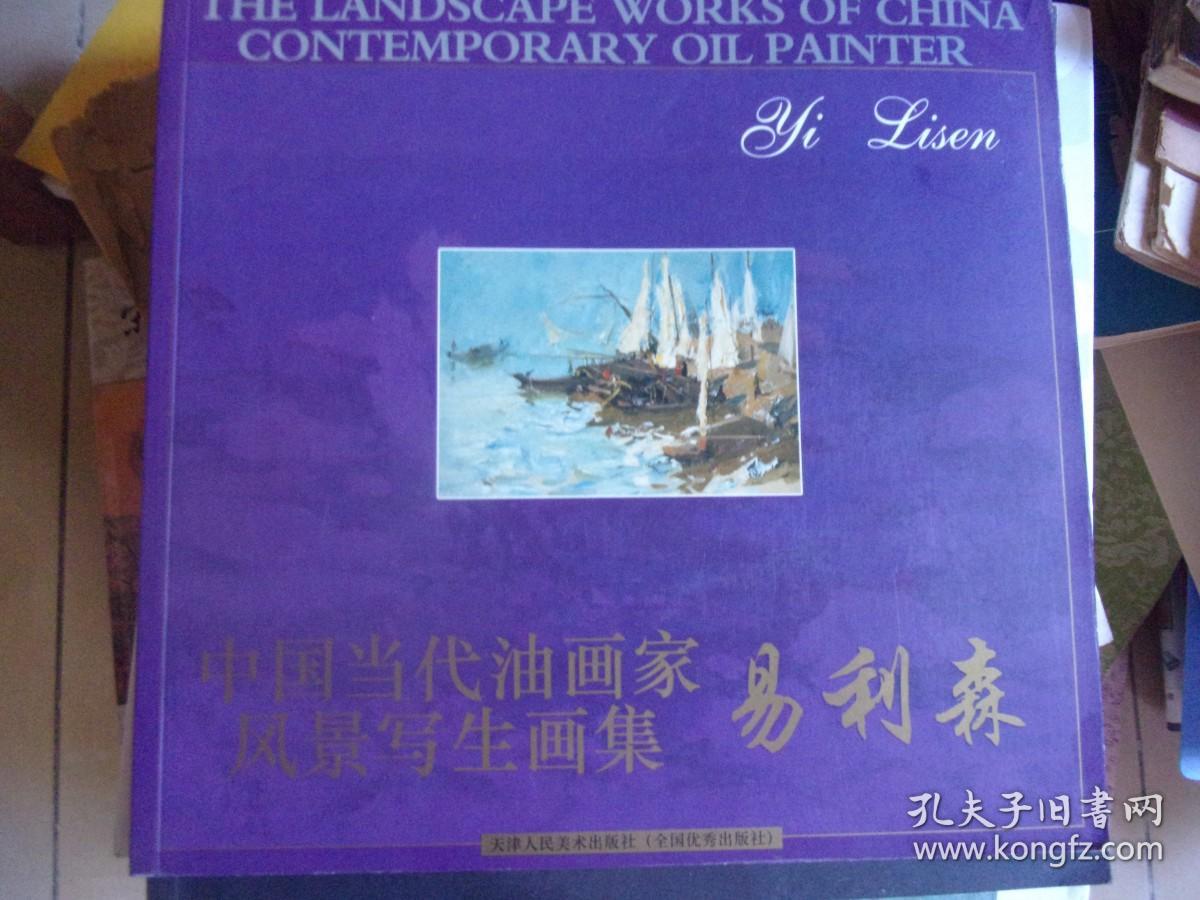 THE LANDSCAPE WORKS OF CHINA
CONTEMPORARY OIL PAINTER
Yi Lisen
中国当代油画家
风景写生画集
易利森
天津人民美术出版社(全国优秀出版社)
孔夫子旧书网
www.kongfz.com